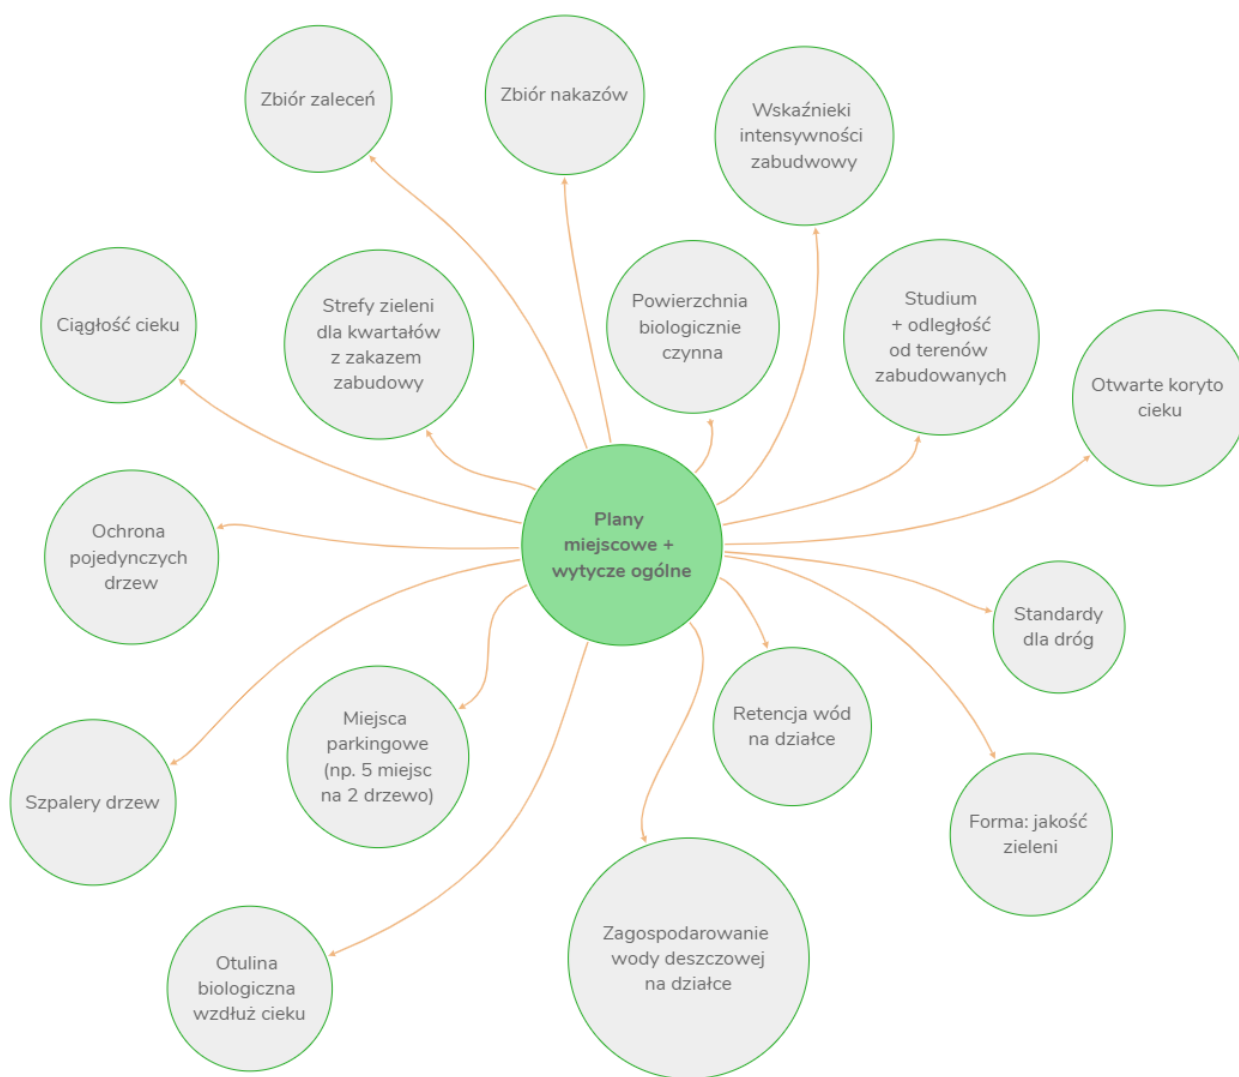 Zbiór zaleceń
Zbiór nakazów
Wskaźnieki
intensywności
zabudwowy
Ciągłość cieku
Strefy zieleni
dla kwartałów
z zakazem
zabudowy
Powierzchnia
biologicznie
czynna
Studium
+ odległość
od terenów
zabudowanych
Otwarte koryto
cieku
Ochrona
pojedynczych
drzew
Plany
miejscowe +
wytycze ogólne
Standardy
dla dróg
Szpalery drzew
Miejsca
parkingowe
(np. 5 miejsc
na 2 drzewo)
Retencja wód
na działce
Forma: jakość
zieleni
Otulina
biologiczna
wzdłuż cieku
Zagospodarowanie
wody deszczowej
na działce